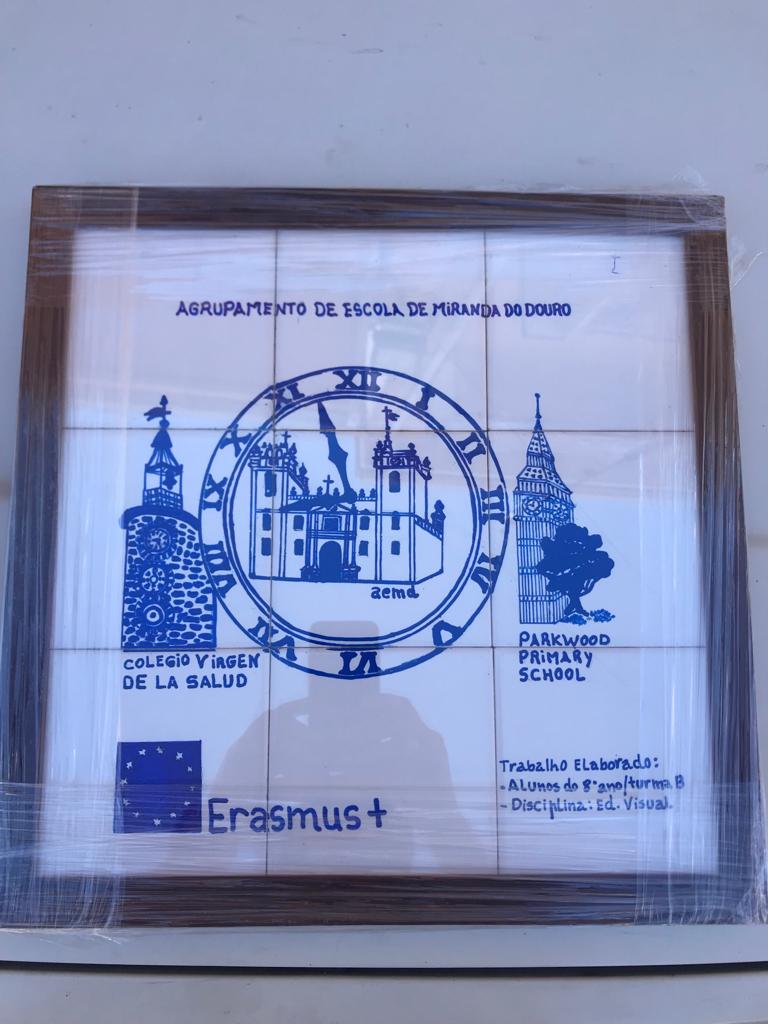 AGRUPAMENTO DE ESCOLA DE MIRANDA DO DOURO
XII
I
II
III
IV
V
VI
VII
VIII
IX
X
XI
aemd
COLEGIO VIRGEN
DE LA SALUD
PARKWOOD
PRIMARY
SCHOOL
Erasmus+
Trabalho Elaborado:
- Alunos do 8º ano/turma B
- Disciplina: Ed. Visual.